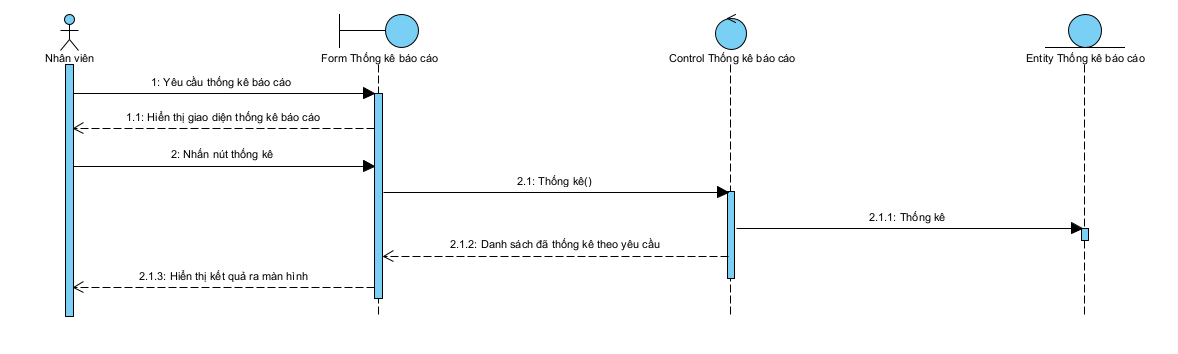 Nhân viên
Form Thống kê báo cáo
Control Thống kê báo cáo
Entity Thống kê báo cáo
1: Yêu cầu thống kê báo cáo
1.1: Hiển thị giao diện thống kê báo cáo
2: Nhấn nút thống kê
2.1: Thống kê()
2.1.1: Thống kê
2.1.2: Danh sách đã thống kê theo yêu cầu
2.1.3: Hiển thị kết quả ra màn hình